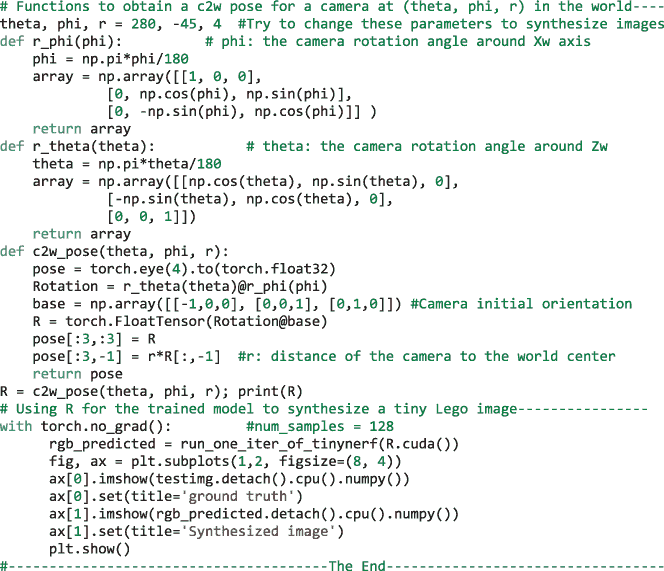 # Functions to obtain a c2w pose for a camera at (theta, phi, r) in the world----
theta, phi, r = 280, -45, 4  #Try to change these parameters to synthesize images
def r_phi(phi):         # phi: the camera rotation angle around Xw axis
    phi = np.pi*phi/180
    array = np.array([[1, 0, 0],
             [0, np.cos(phi), np.sin(phi)],
             [0, -np.sin(phi), np.cos(phi)]] )
    return array
def r_theta(theta):           # theta: the camera rotation angle around Zw
    theta = np.pi*theta/180
    array = np.array([[np.cos(theta), np.sin(theta), 0],
             [-np.sin(theta), np.cos(theta), 0],
             [0, 0, 1]])
    return array
def c2w_pose(theta, phi, r):
    pose = torch.eye(4).to(torch.float32)
    Rotation = r_theta(theta)@r_phi(phi)
    base = np.array([[-1,0,0], [0,0,1], [0,1,0]]) #Camera initial orientation
    R = torch.FloatTensor(Rotation@base)
    pose[:3,:3] = R
    pose[:3,-1] = r*R[:,-1]  #r: distance of the camera to the world center
    return pose
R = c2w_pose(theta, phi, r); print(R)
# Using R for the trained model to synthesize a tiny Lego image----------------
with torch.no_grad():         #num_samples = 128
      rgb_predicted = run_one_iter_of_tinynerf(R.cuda())
      fig, ax = plt.subplots(1,2, figsize=(8, 4))
      ax[0].imshow(testimg.detach().cpu().numpy())
      ax[0].set(title='ground truth')
      ax[1].imshow(rgb_predicted.detach().cpu().numpy())
      ax[1].set(title='Synthesized image')
      plt.show()
#---------------------------------------The End----------------------------------